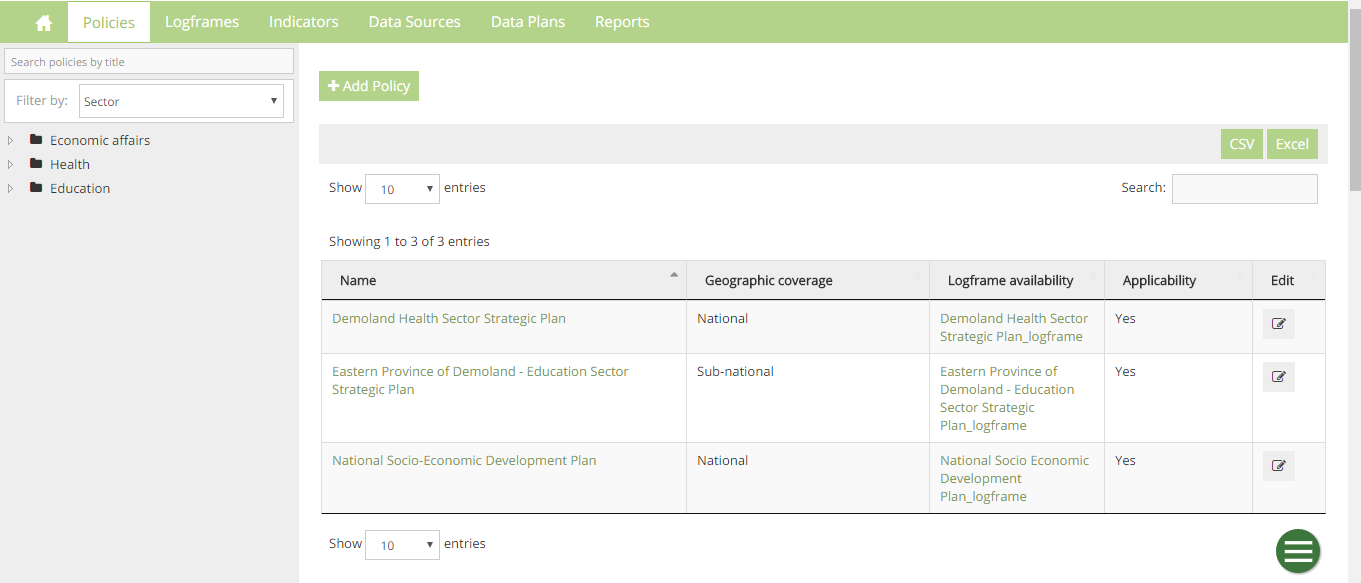 Policies Logframes Indicators Data Sources Data Plans Reports
Search policies by title
Filter by: Sector
Economic affairs
Health
Education
Add Policy
CSV Excel
Show 10 entries Search:
Showing 1 to 3 of 3 entries
Name Geographic coverage Logframe availability Applicability Edit
Demoland Health Sector Strategic Plan National Demoland Health Sector Yes
Strategic Plan_logframe
Eastern Province of Demoland - Education Sector Sub-national Eastern Province of Yes
Strategic Plan Demoland - Education
Sector Strategic
Plan_logframe
National Socio-Economic Development Plan National National Socio Economic Yes
Development
Plan_logframe
Show 10 entries